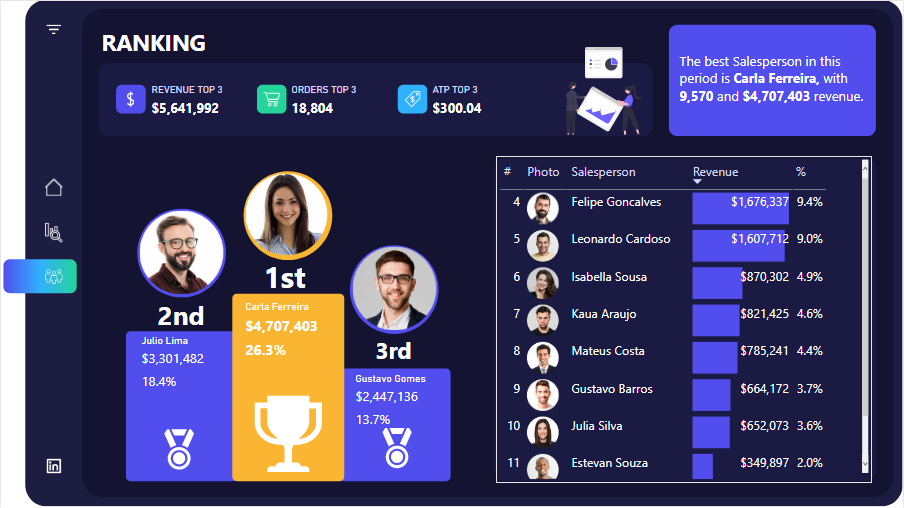 RANKING
REVENUE TOP 3
$5,641,992
ORDERS TOP 3
18,804
ATP TOP 3
$300.04
The best Salesperson in this
period is Carla Ferreira, with
9,570 and $4,707,403 revenue.
1st
Carla Ferreira
$4,707,403
26.3%
2nd
Julio Lima
$3,301,482
18.4%
3rd
Gustavo Gomes
$2,447,136
13.7%
# Photo Salesperson Revenue %
4 Felipe Goncalves $1,676,337 9.4%
5 Leonardo Cardoso $1,607,712 9.0%
6 Isabella Sousa $870,302 4.9%
7 Kaua Araujo $821,425 4.6%
8 Mateus Costa $785,241 4.4%
9 Gustavo Barros $664,172 3.7%
10 Julia Silva $652,073 3.6%
11 Estevan Souza $349,897 2.0%
in